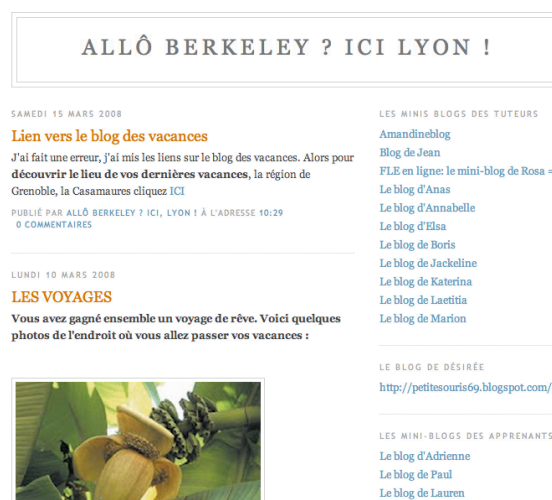 ALLÔ BERKELEY ? ICI LYON !
SAMEDI 15 MARS 2008
Lien vers le blog des vacances
J'ai fait une erreur, j'ai mis les liens sur le blog des vacances. Alors pour
découvrir le lieu de vos dernières vacances, la région de
Grenoble, la Casamaures cliquez ICI
PUBLIÉ PAR ALLÔ BERKELEY ? ICI, LYON ! À L'ADRESSE 10:29
0 COMMENTAIRES
LUNDI 10 MARS 2008
LES VOYAGES
Vous avez gagné ensemble un voyage de rêve. Voici quelques
photos de l'endroit où vous allez passer vos vacances :
LES MINIS BLOGS DES TUTEURS
Amandineblog
Blog de Jean
FLE en ligne: le mini-blog de Rosa =
Le blog d'Anas
Le blog d'Annabelle
Le blog d'Elsa
Le blog de Boris
Le blog de Jackeline
Le blog de Katerina
Le blog de Laetitia
Le blog de Marion
LE BLOG DE DÉSIRÉE
http://petitesouris69.blogspot.com/
LES MINI-BLOGS DES APPRENANTS
Le blog d'Adrienne
Le blog de Paul
Le blog de Lauren